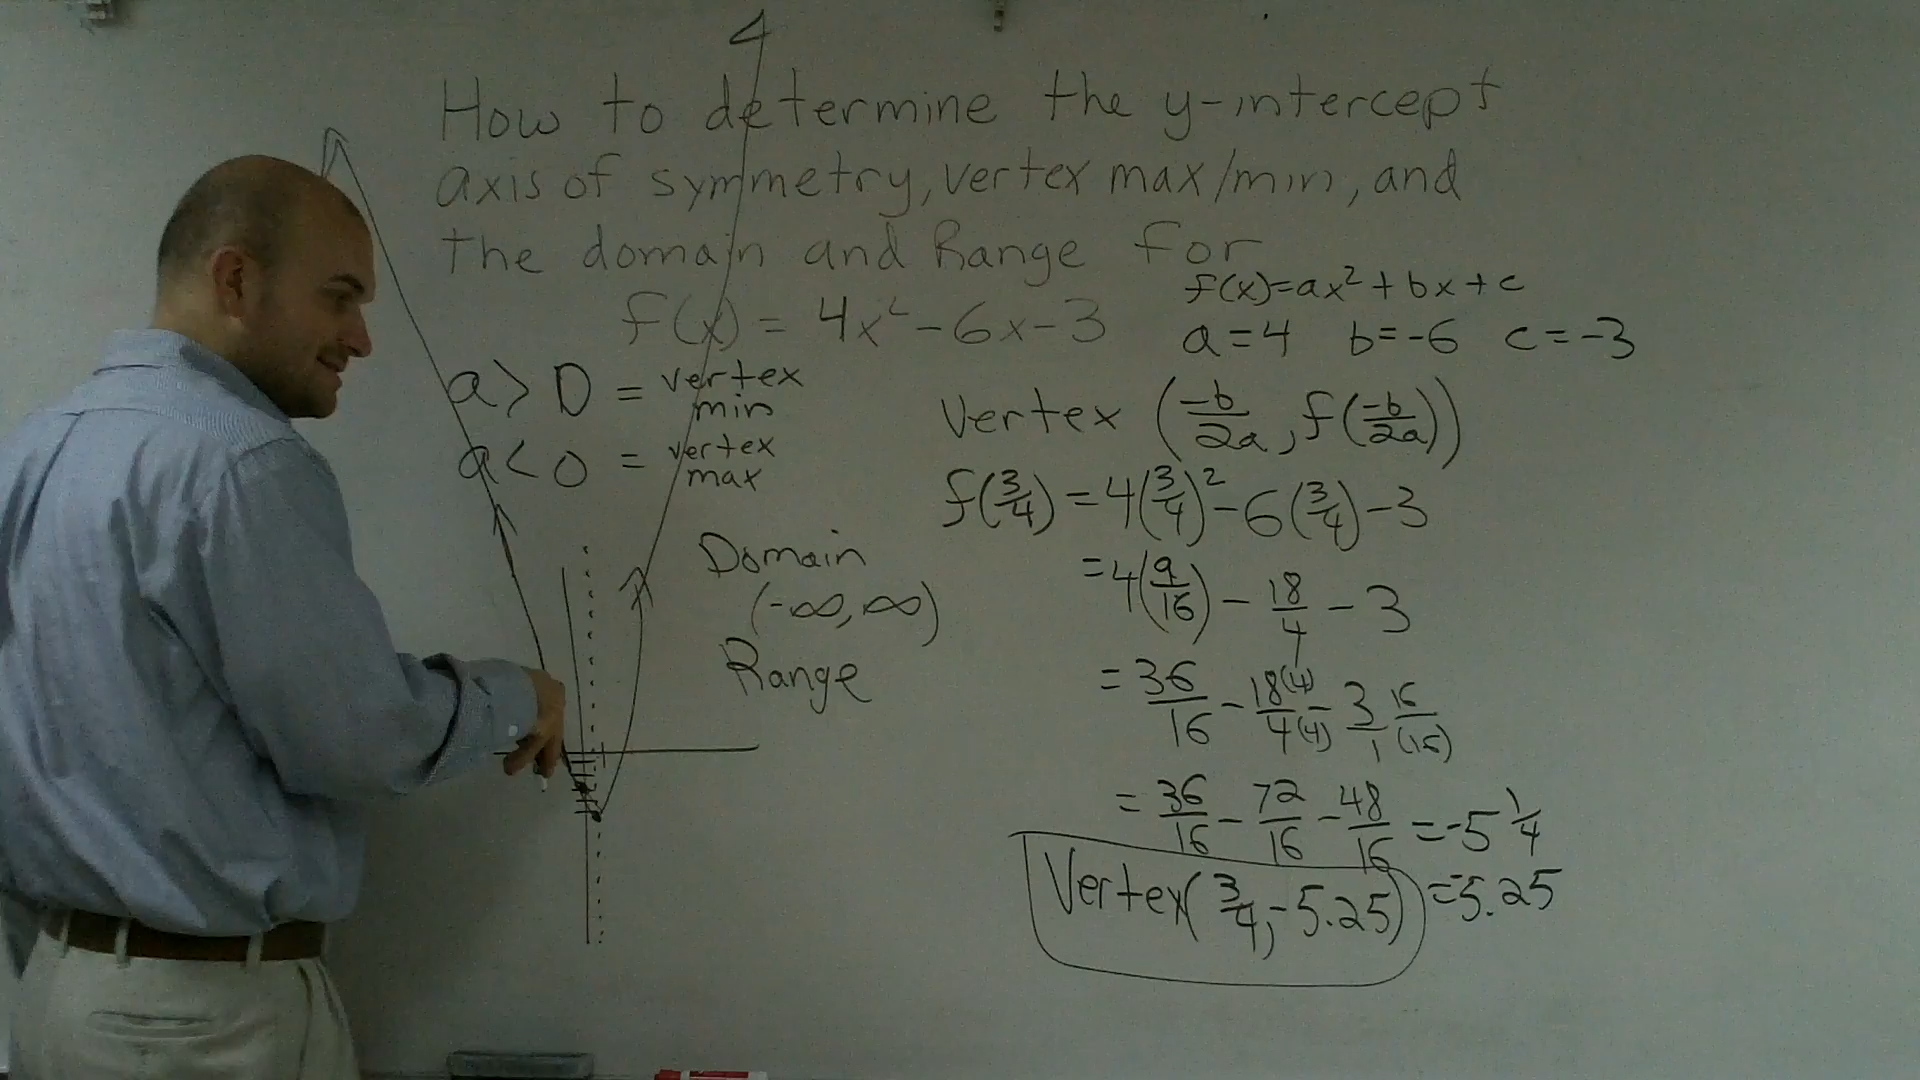 How to determine the y-intercept
axis of symmetry, vertex max/min, and
the domain and Range for
f(x) = 4x² - 6x - 3
f(x)=ax² + bx + c
a=4 b=-6 c=-3
a > 0 = vertex min
a < 0 = vertex max
Domain
(-∞, ∞)
Range
Vertex (-b/2a, f(-b/2a))
f(3/4) = 4(3/4)² - 6(3/4) - 3
= 4(9/16) - 18/4 - 3
= 36/16 - 18(4)/4(4) - 3/1 16/(16)
= 36/16 - 72/16 - 48/16 = -5 1/4
Vertex(3/4, -5.25) = -5.25